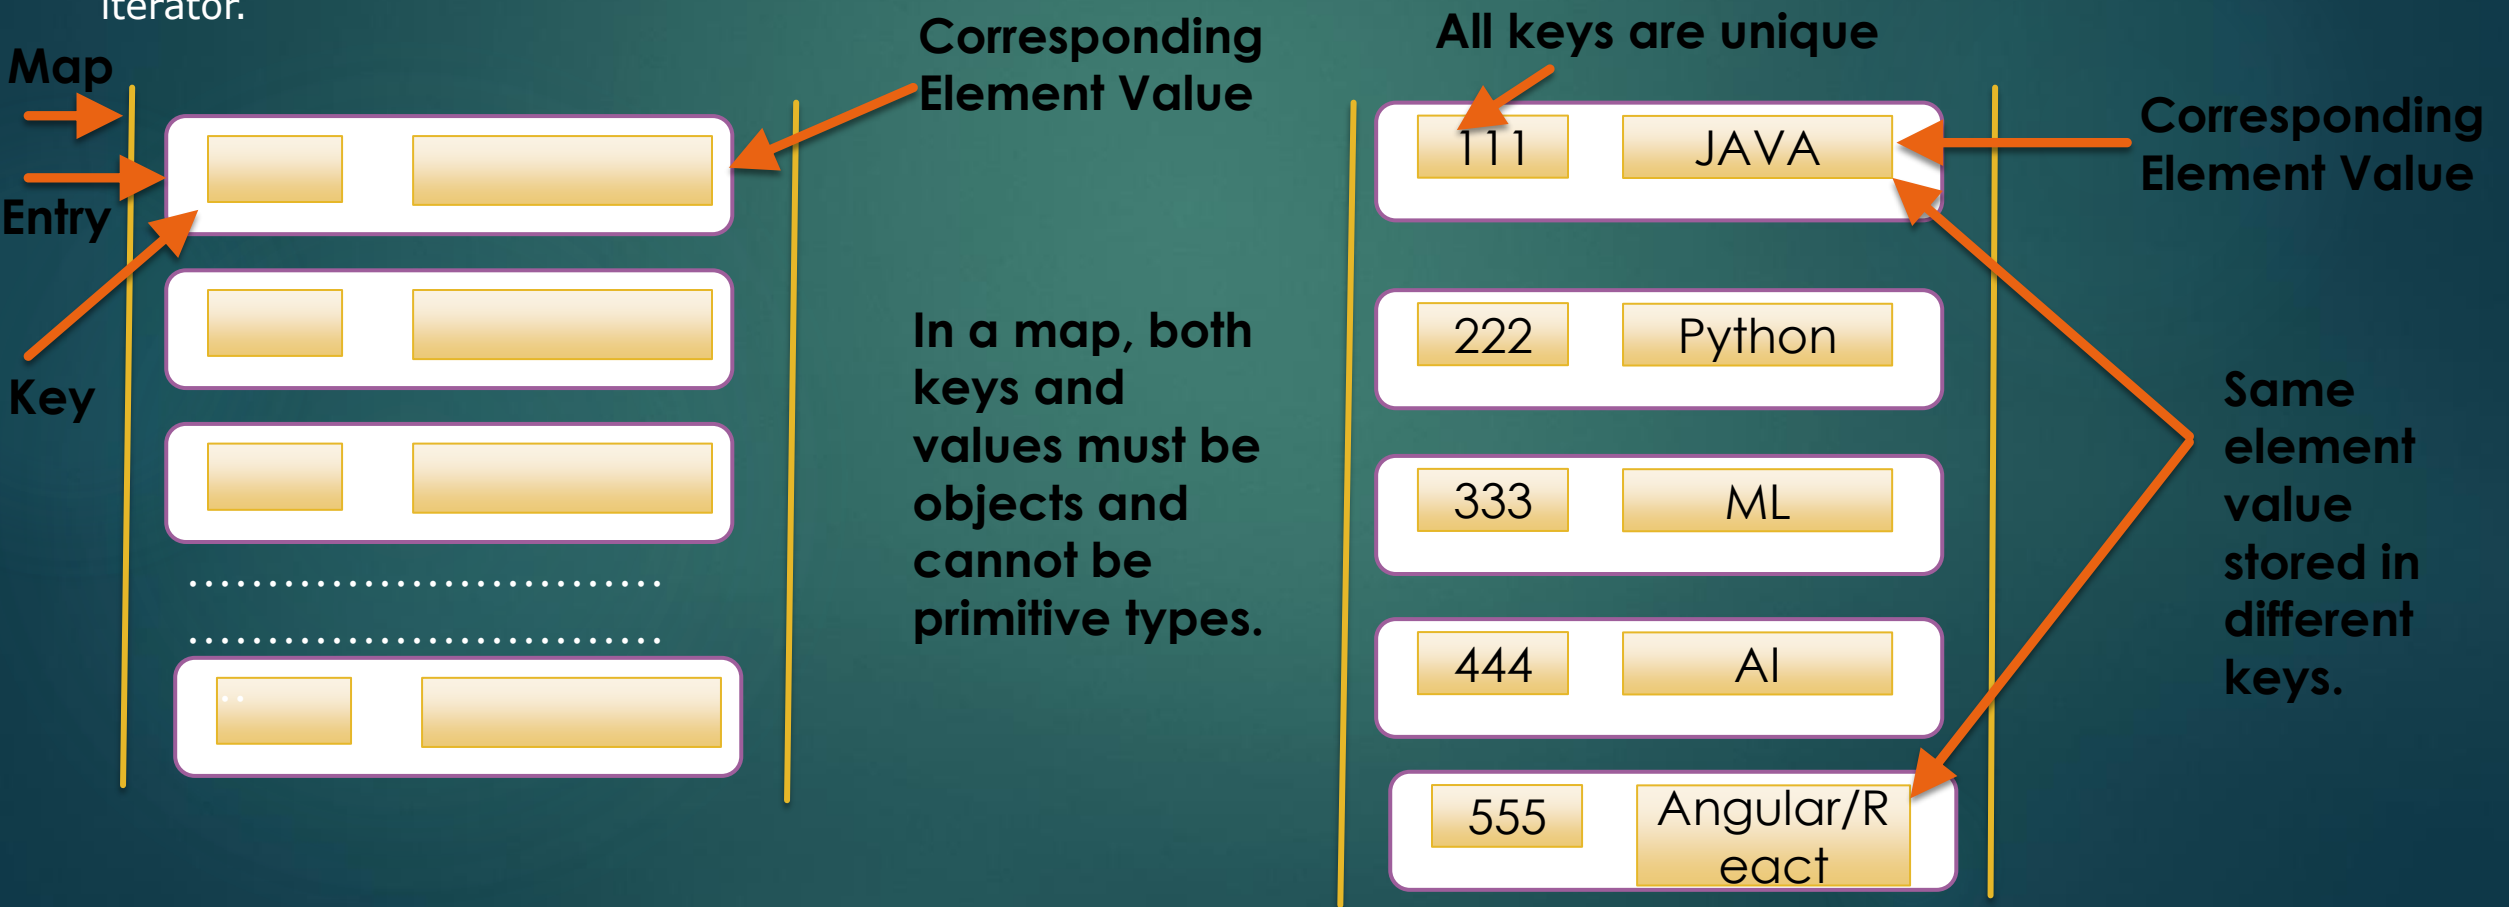 iterator.
Map
Entry
Key
Corresponding
Element Value
In a map, both
keys and
values must be
objects and
cannot be
primitive types.
..............................
..............................
..
All keys are unique
111 JAVA
222 Python
333 ML
444 AI
555 Angular/R
eact
Corresponding
Element Value
Same
element
value
stored in
different
keys.